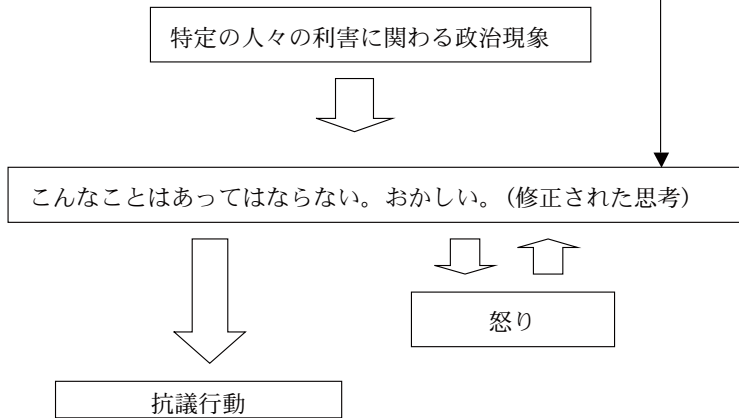 特定の人々の利害に関わる政治現象
こんなことはあってはならない。おかしい。（修正された思考）
怒り
抗議行動